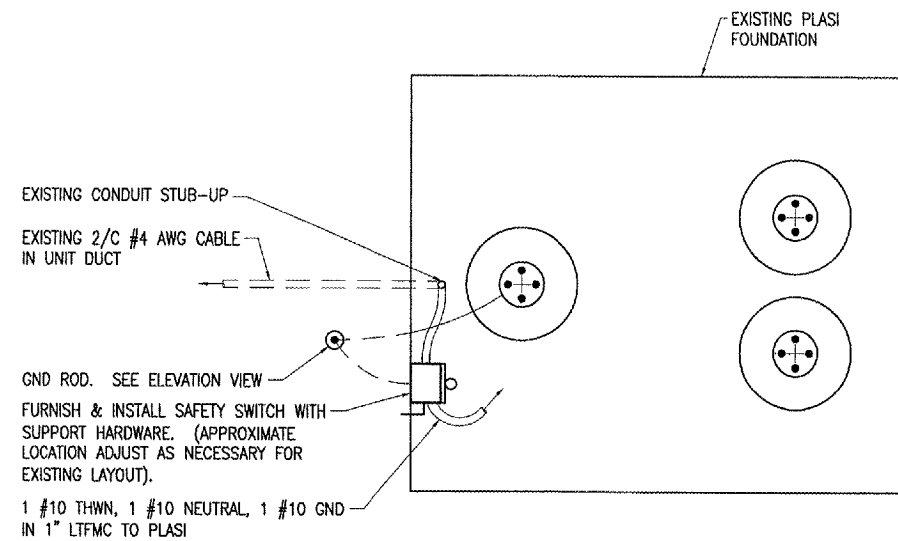 EXISTING PLASI
FOUNDATION
EXISTING CONDUIT STUB-UP
EXISTING 2/C #4 AWG CABLE
IN UNIT DUCT
GND ROD. SEE ELEVATION VIEW
FURNISH & INSTALL SAFETY SWITCH WITH
SUPPORT HARDWARE. (APPROXIMATE
LOCATION ADJUST AS NECESSARY FOR
EXISTING LAYOUT).
1 #10 THWN, 1 #10 NEUTRAL, 1 #10 GND
IN 1" LTFMC TO PLASI